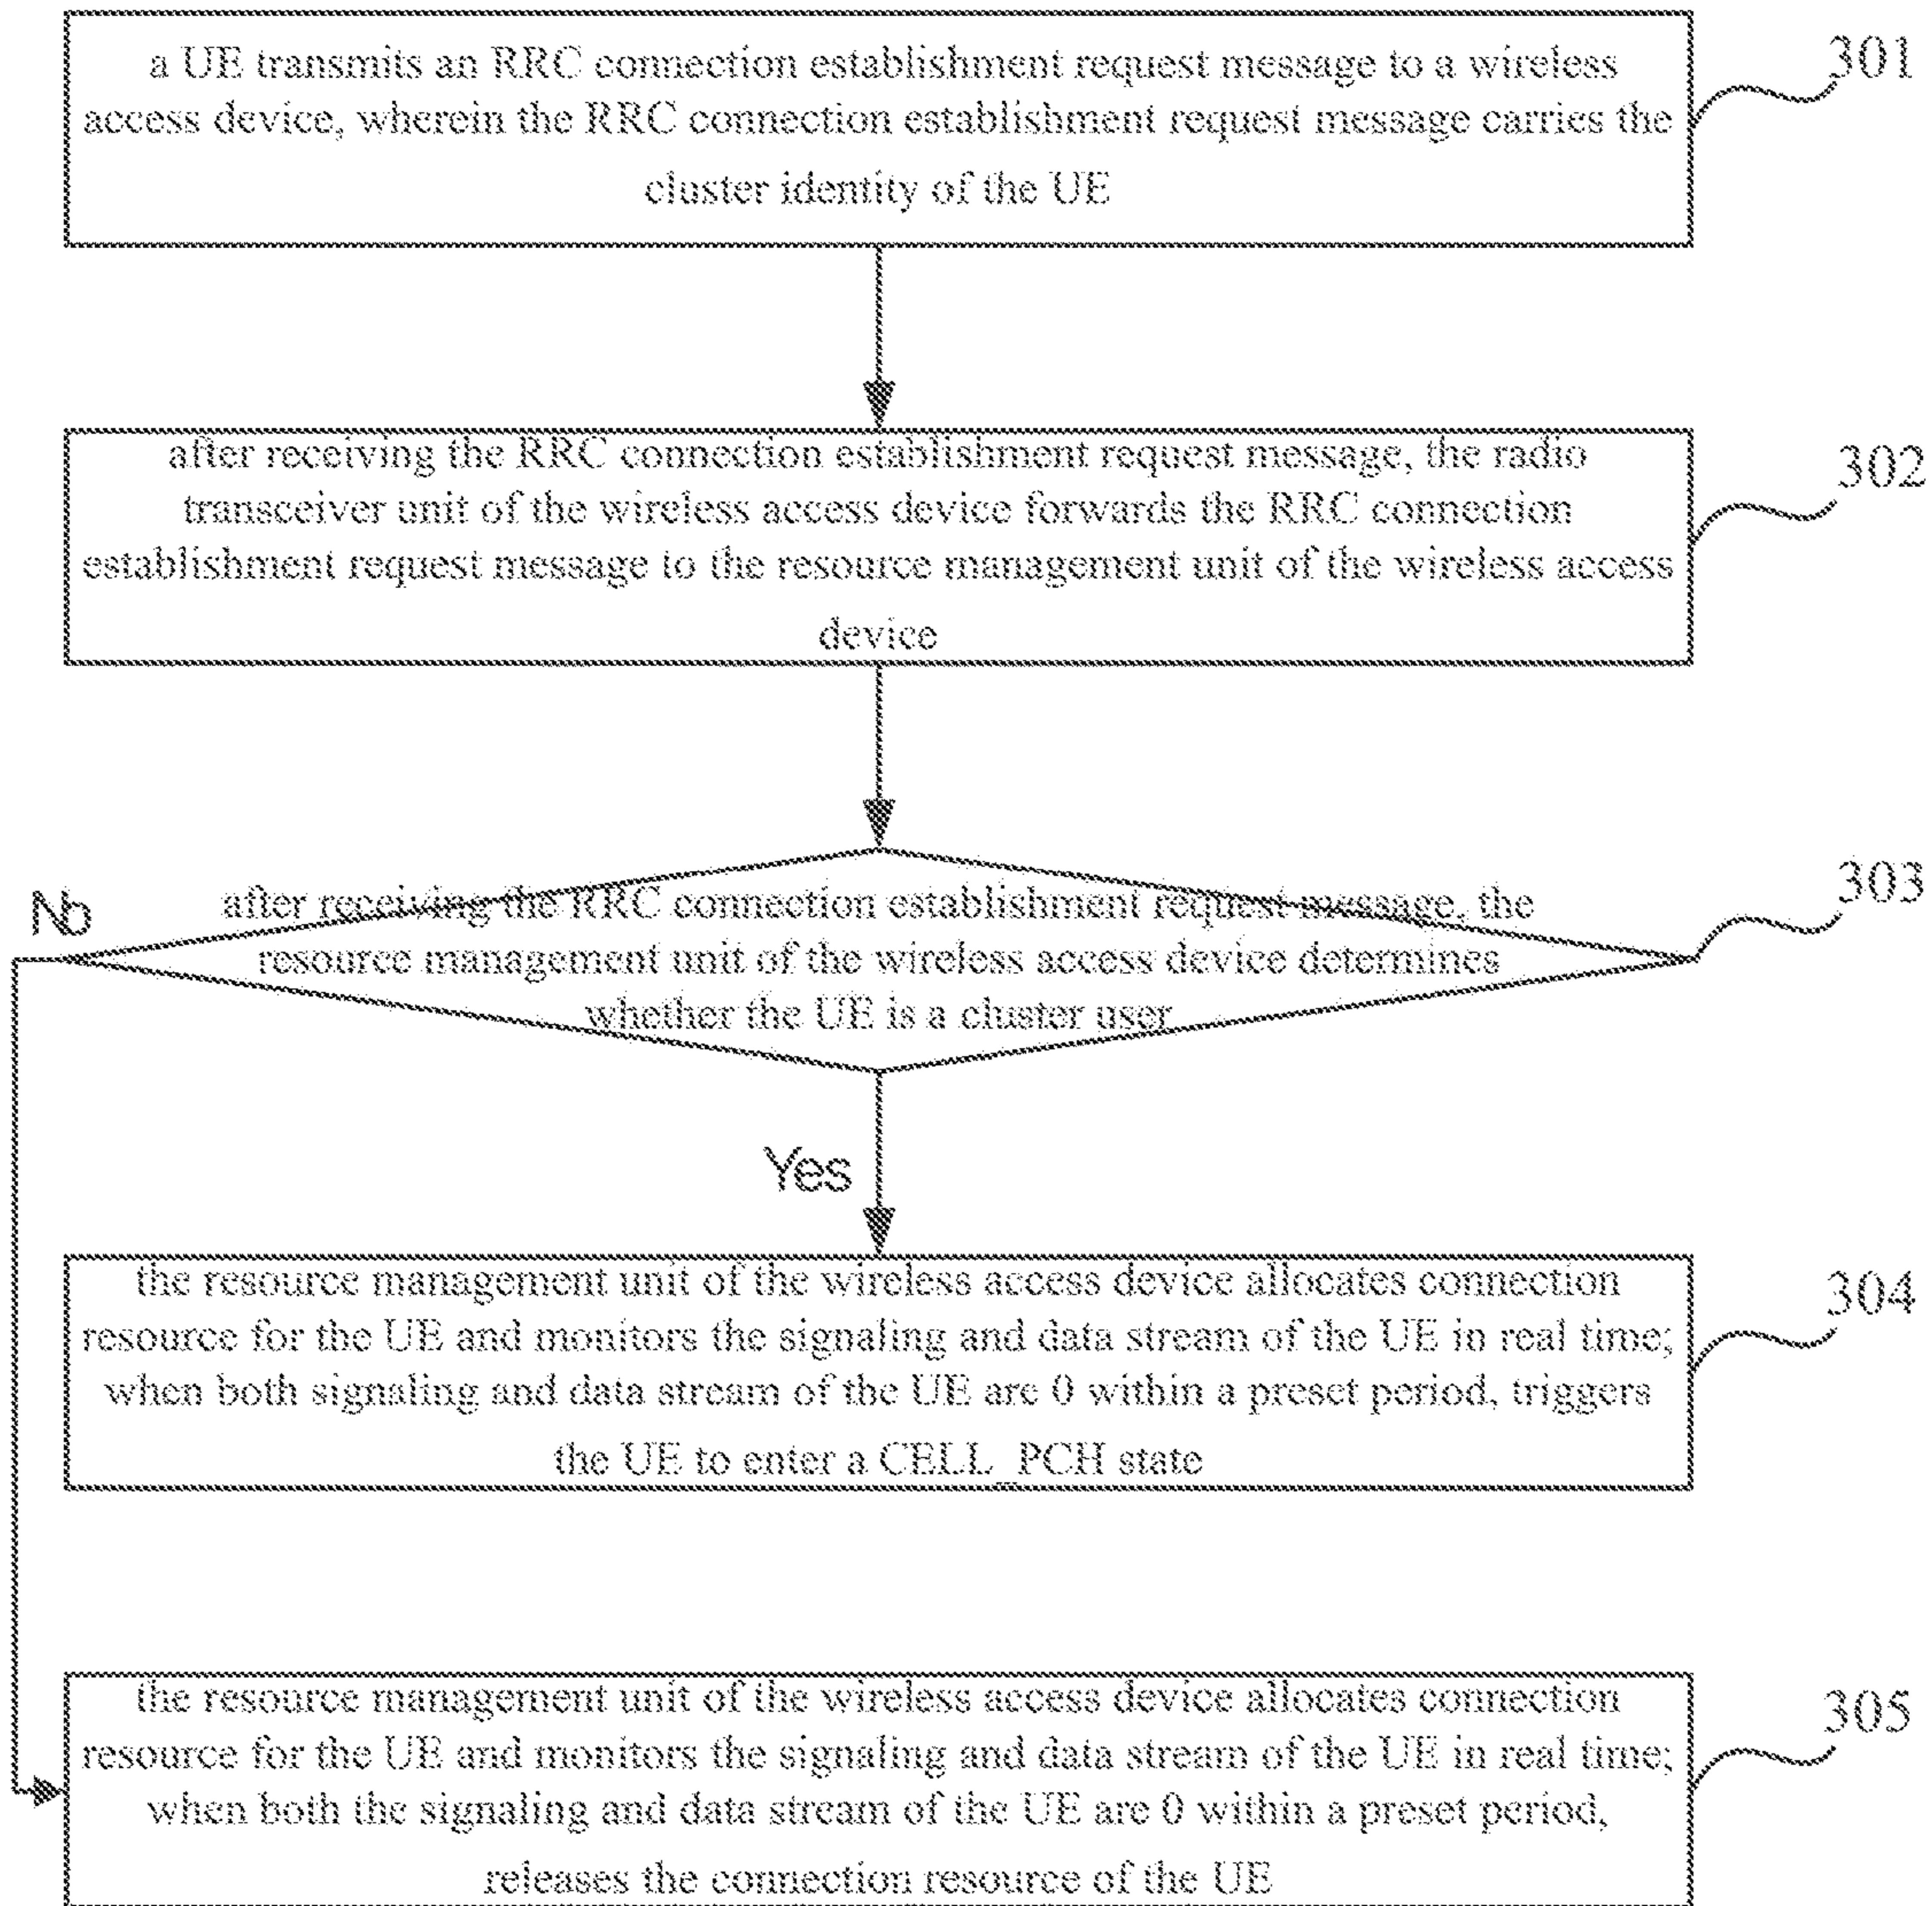 a UE transmits an RRC connection establishment request message to a wireless
access device, wherein the RRC connection establishment request message carries the
cluster identity of the UE
301
after receiving the RRC connection establishment request message, the radio
transceiver unit of the wireless access device forwards the RRC connection
establishment request message to the resource management unit of the wireless access
device
302
No
after receiving the RRC connection establishment request message, the
resource management unit of the wireless access device determines
whether the UE is a cluster user
303
Yes
the resource management unit of the wireless access device allocates connection
resource for the UE and monitors the signaling and data stream of the UE in real time;
when both signaling and data stream of the UE are 0 within a preset period, triggers
the UE to enter a CELL_PCH state
304
the resource management unit of the wireless access device allocates connection
resource for the UE and monitors the signaling and data stream of the UE in real time;
when both the signaling and data stream of the UE are 0 within a preset period,
releases the connection resource of the UE
305